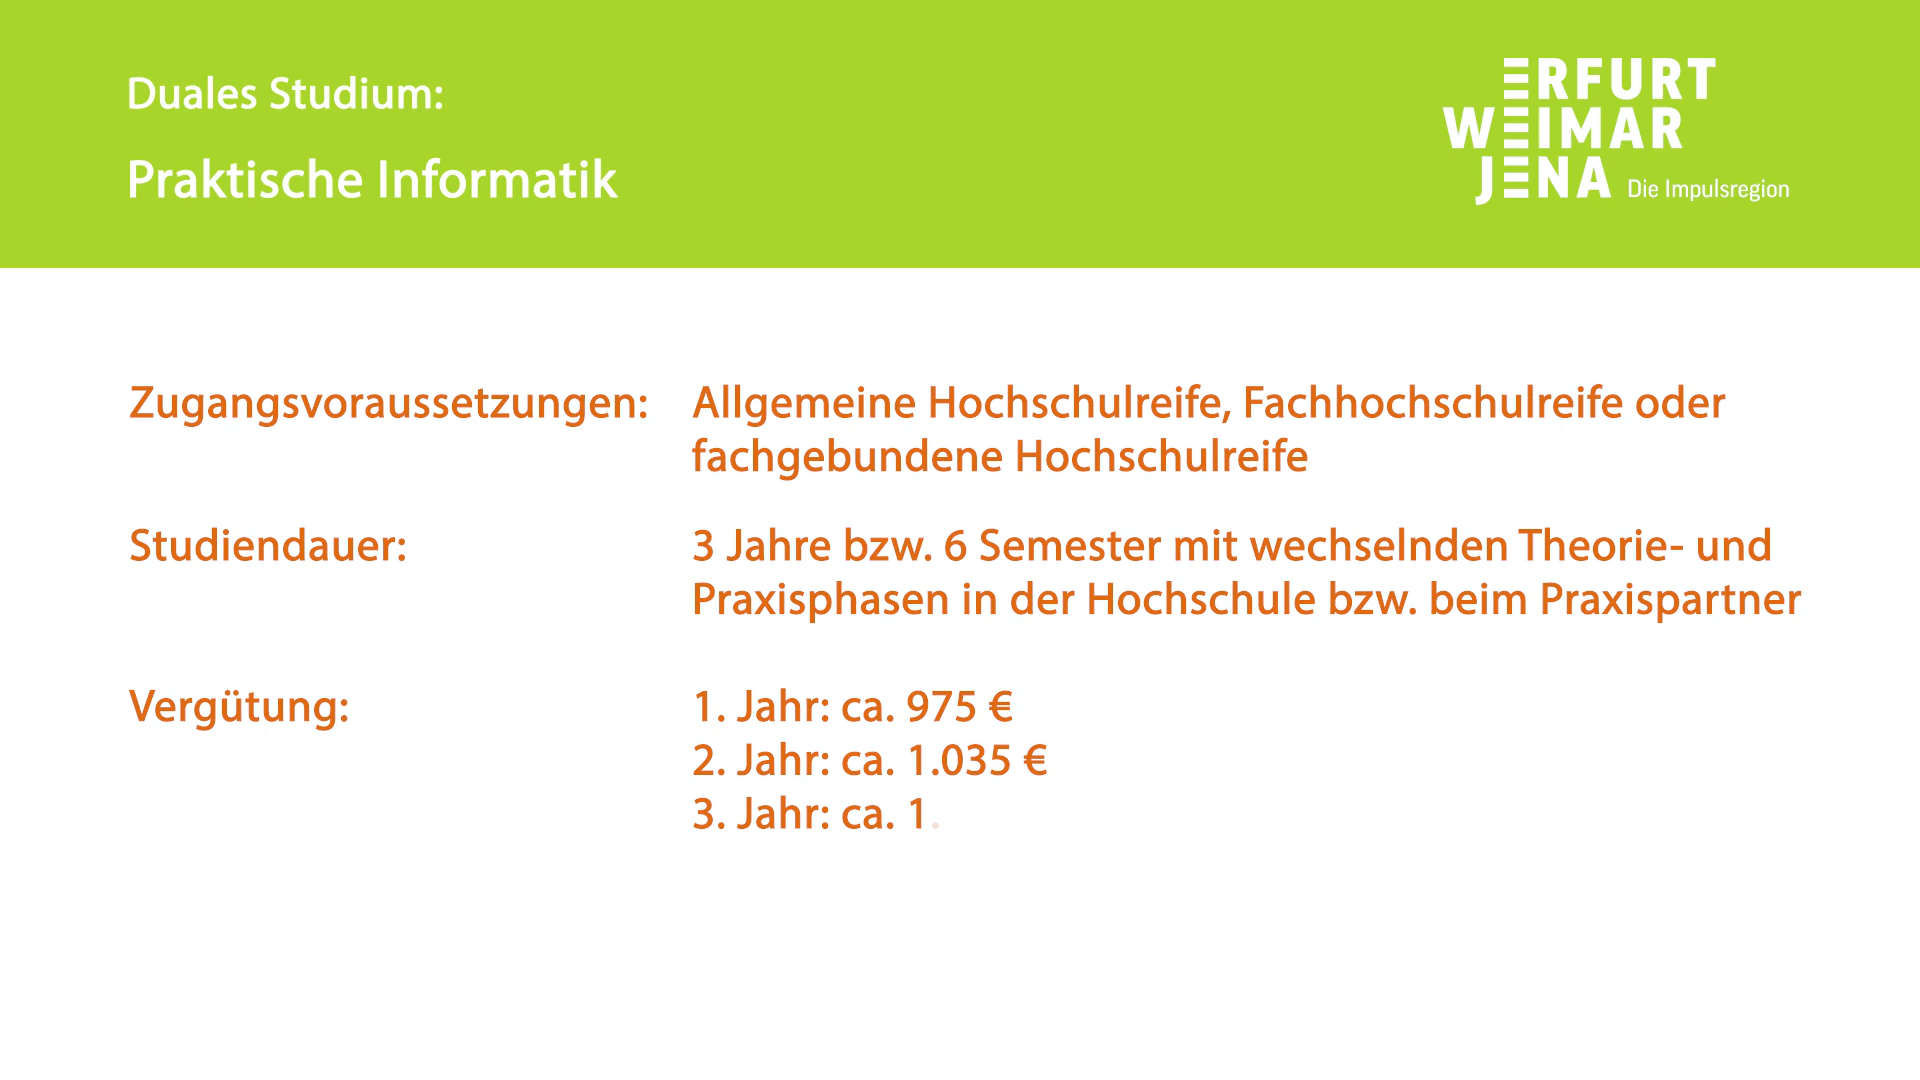 Duales Studium:
Praktische Informatik
ERFURT
WEIMAR
JENA Die Impulsregion
Zugangsvoraussetzungen: Allgemeine Hochschulreife, Fachhochschulreife oder
fachgebundene Hochschulreife
Studiendauer: 3 Jahre bzw. 6 Semester mit wechselnden Theorie- und
Praxisphasen in der Hochschule bzw. beim Praxispartner
Vergütung: 1. Jahr: ca. 975 €
2. Jahr: ca. 1.035 €
3. Jahr: ca. 1.